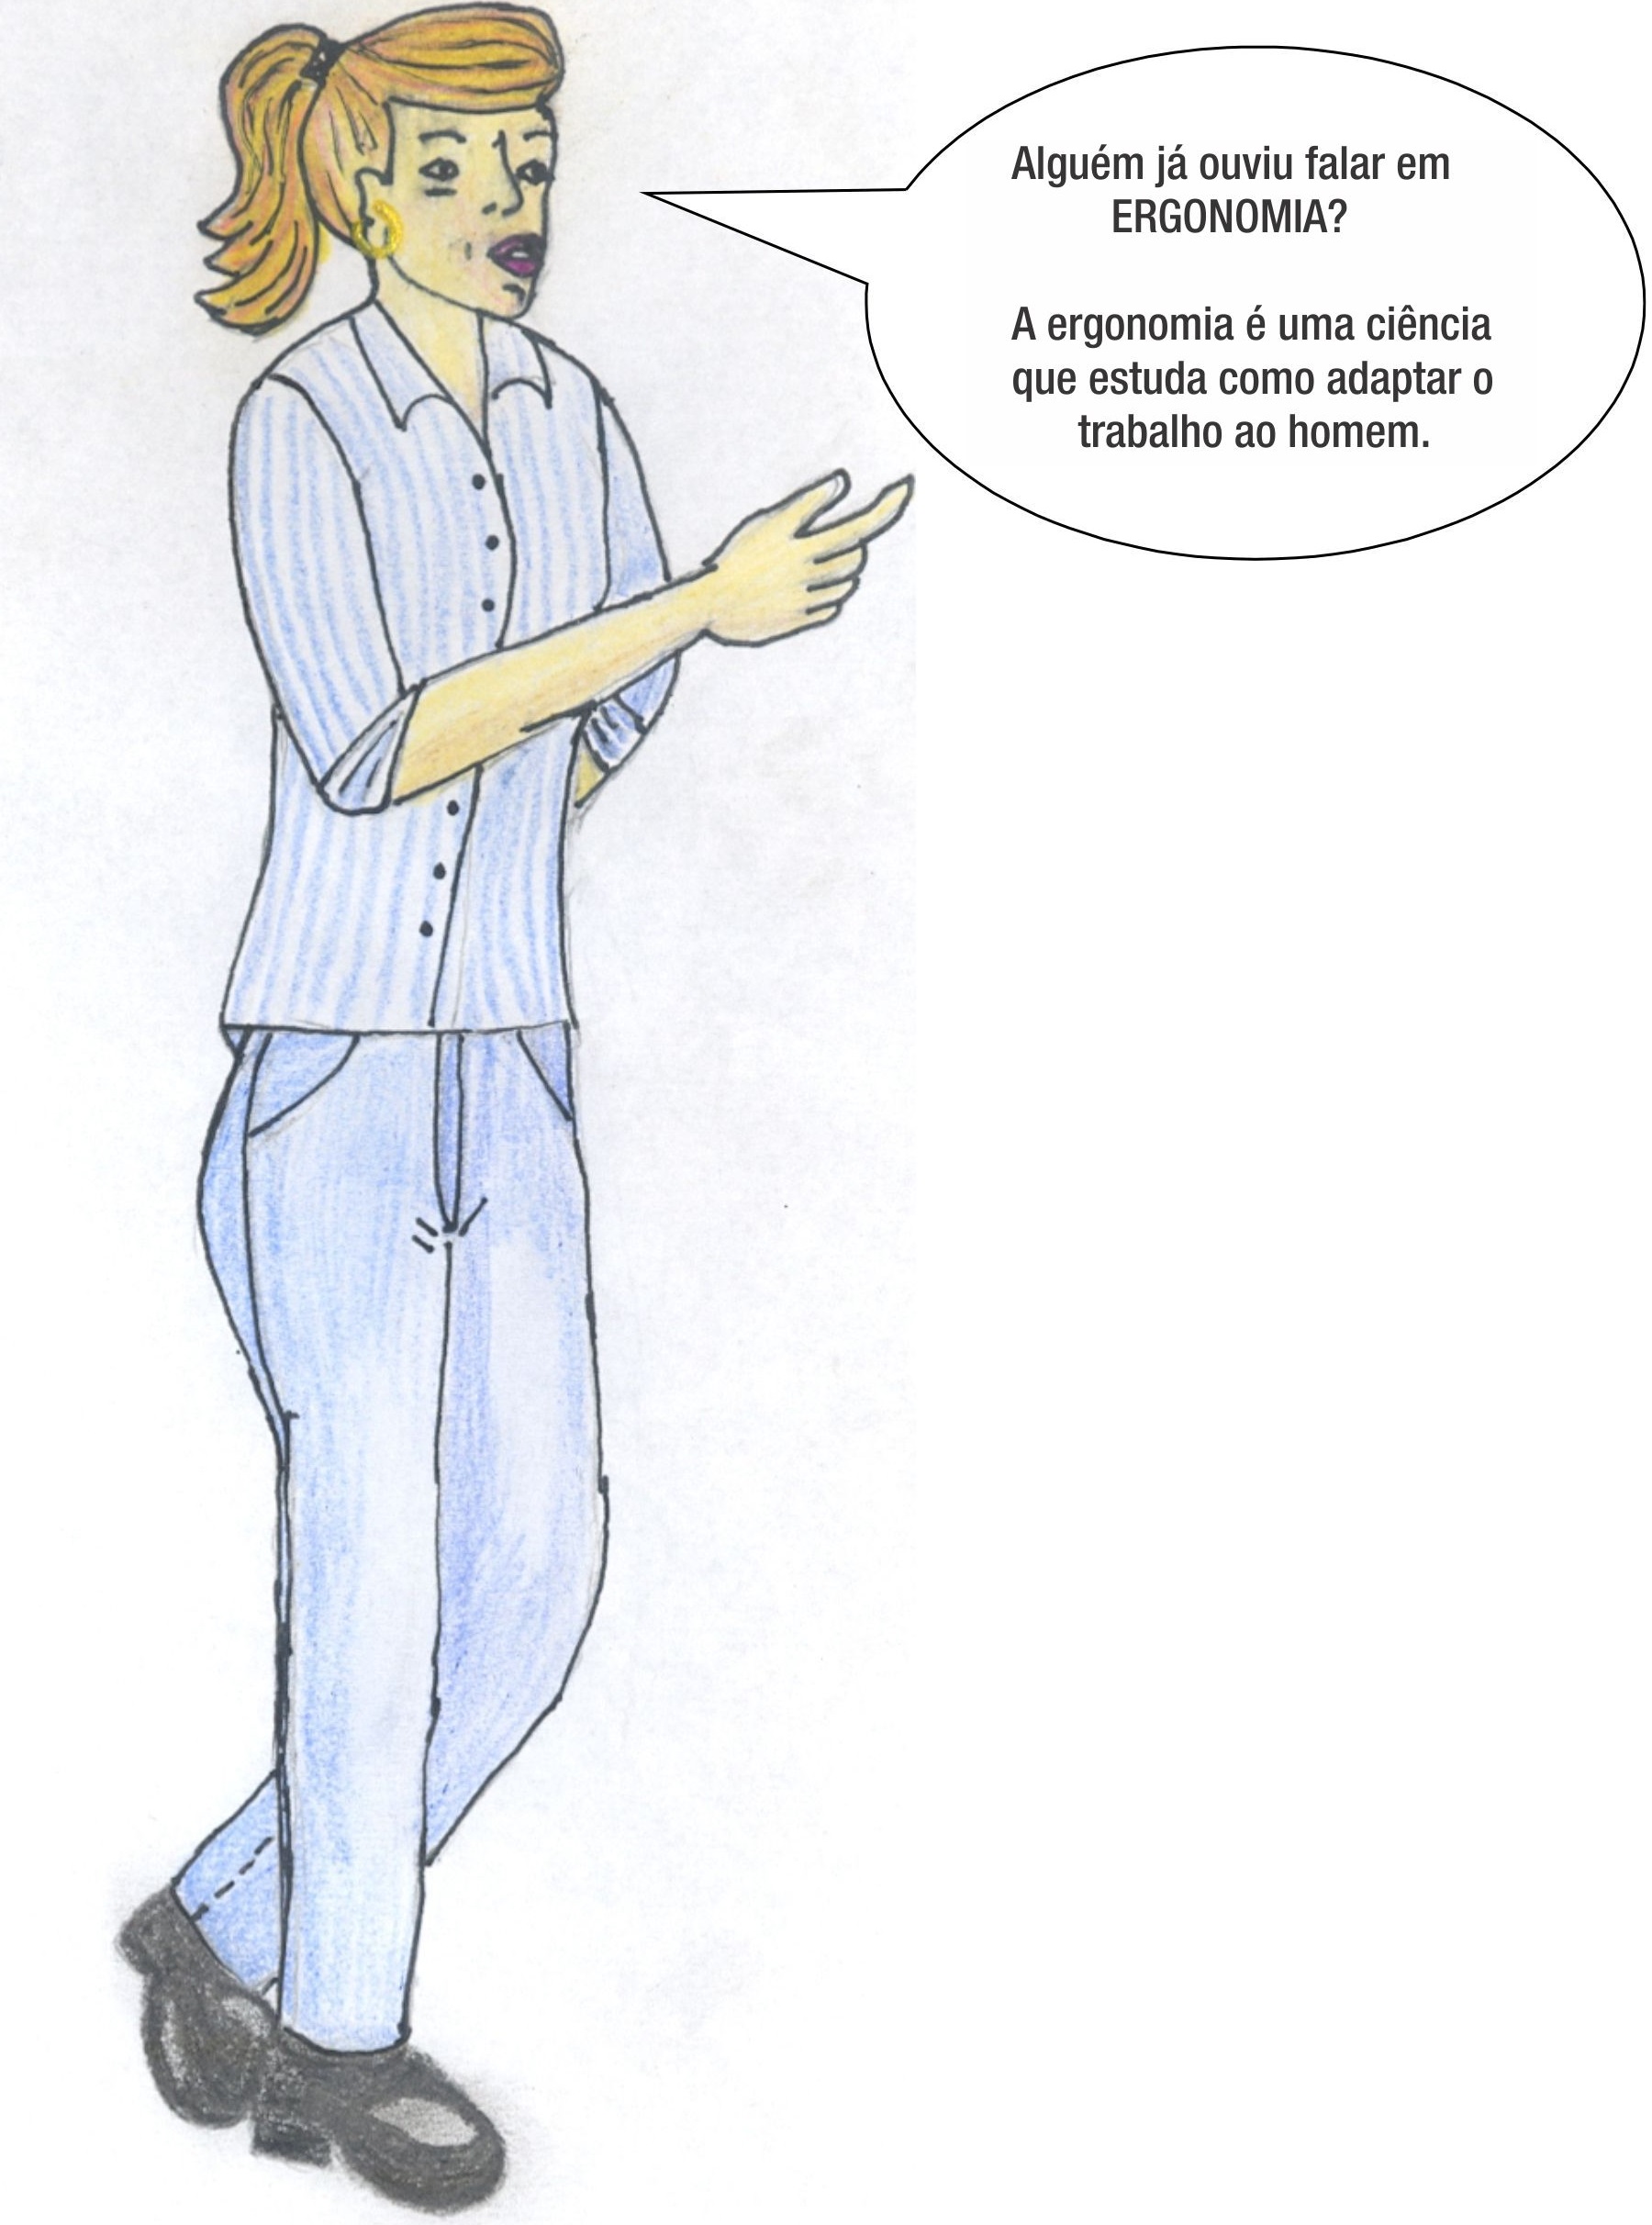 Alguém já ouviu falar em
ERGONOMIA?
A ergonomia é uma ciência
que estuda como adaptar o
trabalho ao homem.